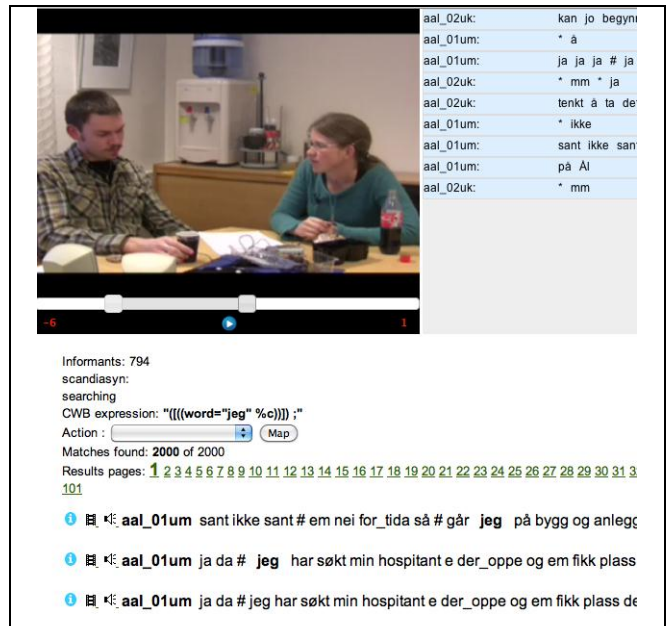 aal_02uk: kan jo begyn
aal_01um: * å
aal_01um: ja ja ja # ja
aal_02uk: * mm * ja
aal_02uk: tenkt å ta de
aal_01um: * ikke
aal_01um: sant ikke san
aal_01um: på Ål
aal_02uk: * mm
-6 1
Informants: 794
scandiasyn:
searching
CWB expression: "([((word="jeg" %c))]) ;"
Action : Map
Matches found: 2000 of 2000
Results pages: 1 2 3 4 5 6 7 8 9 10 11 12 13 14 15 16 17 18 19 20 21 22 23 24 25 26 27 28 29 30 31 3
101
aal_01um sant ikke sant # em nei for_tida så # går jeg på bygg og anlegg
aal_01um ja da # jeg har søkt min hospitant e der_oppe og em fikk plass
aal_01um ja da # jeg har søkt min hospitant e der_oppe og em fikk plass de